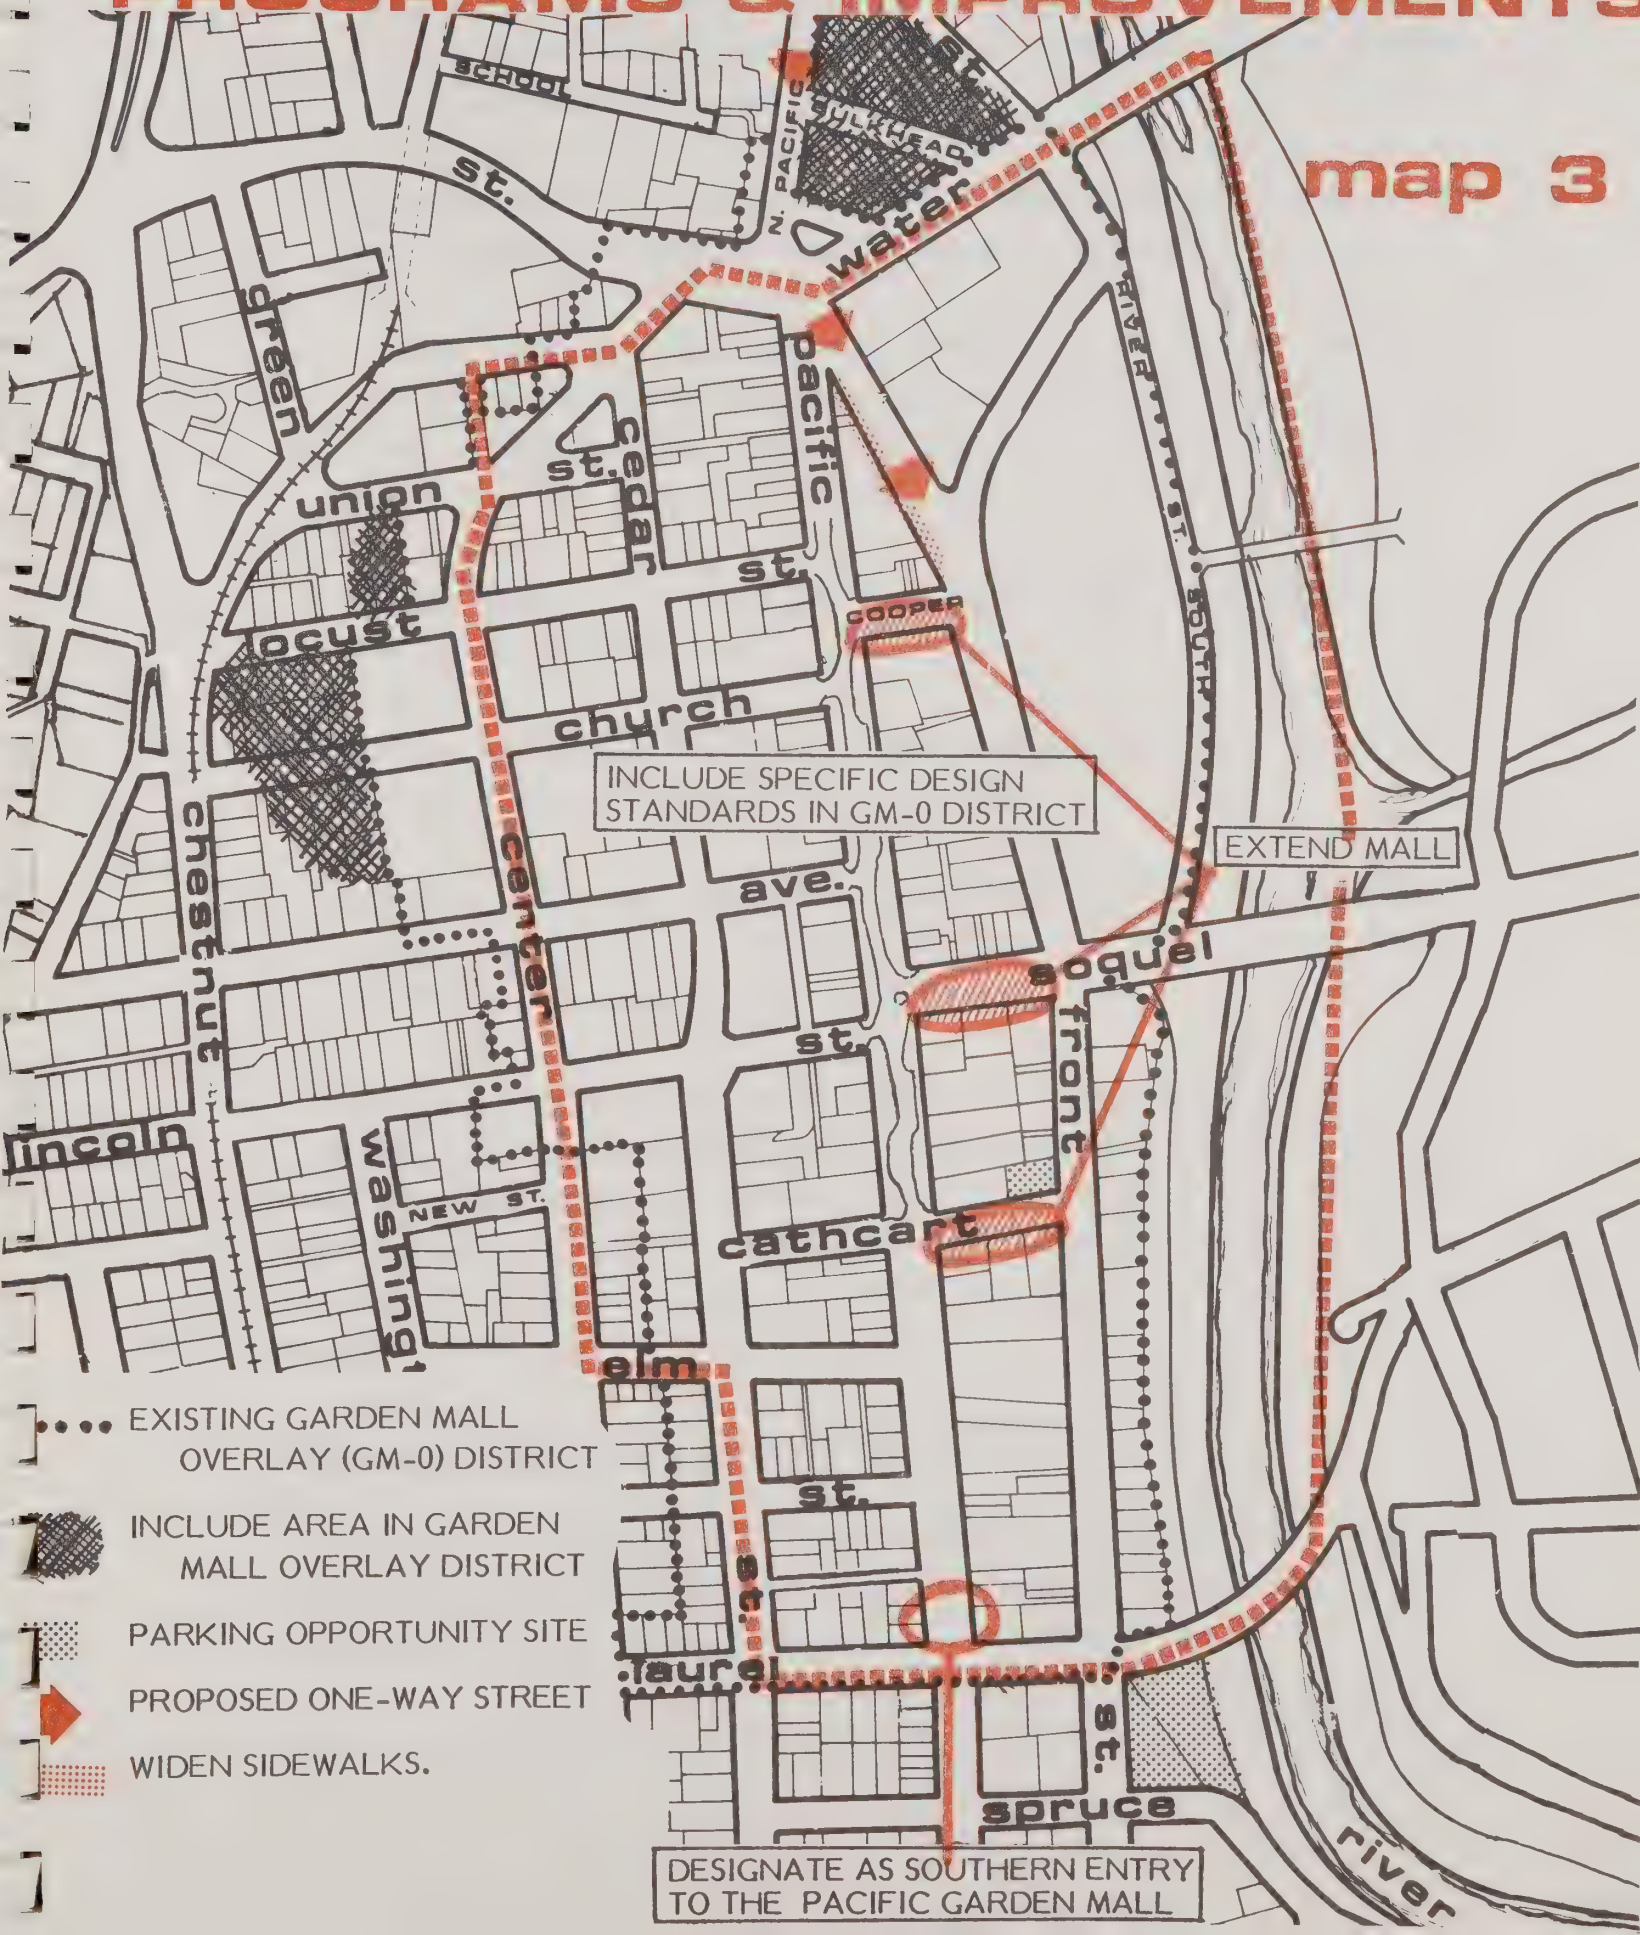 PROGRAMS & IMPROVEMENTS
map 3
SCHOOL
st.
st.
N. PACIFIC
BULKHEAD
water
green
RIVER
ST.
SOUTH
pacific
cedar
st.
union
st.
locust
COOPER
church
INCLUDE SPECIFIC DESIGN
STANDARDS IN GM-0 DISTRICT
EXTEND MALL
chestnut
center
ave.
soquel
st.
front
lincoln
washingt
NEW ST.
cathcart
elm
st.
st.
laurel
st.
spruce
river
•••• EXISTING GARDEN MALL
OVERLAY (GM-0) DISTRICT
INCLUDE AREA IN GARDEN
MALL OVERLAY DISTRICT
PARKING OPPORTUNITY SITE
PROPOSED ONE-WAY STREET
WIDEN SIDEWALKS.
DESIGNATE AS SOUTHERN ENTRY
TO THE PACIFIC GARDEN MALL